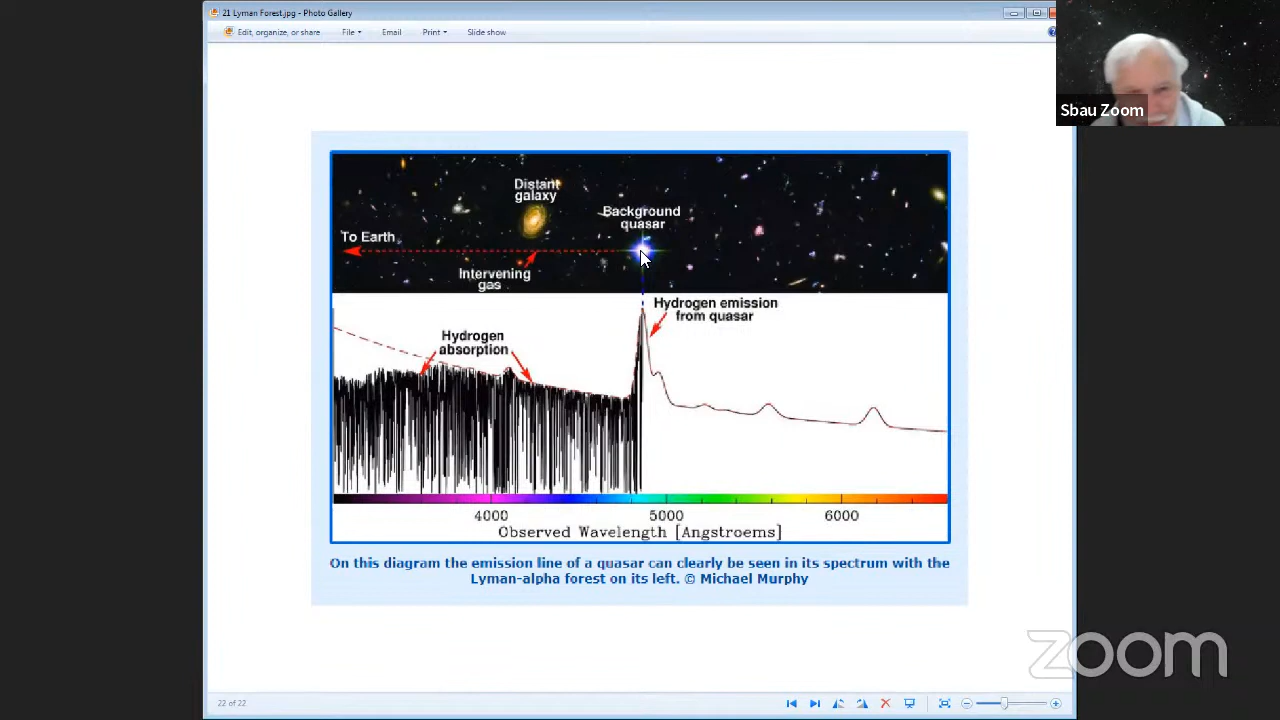 21 Lyman Forest.jpg - Photo Gallery
Edit, organize, or share File Email Print Slide show
Sbau Zoom
Distant
galaxy
Background
quasar
To Earth
Intervening
gas
Hydrogen emission
from quasar
Hydrogen
absorption
4000 5000 6000
Observed Wavelength [Angstroems]
On this diagram the emission line of a quasar can clearly be seen in its spectrum with the
Lyman-alpha forest on its left. © Michael Murphy
zoom
22 of 22